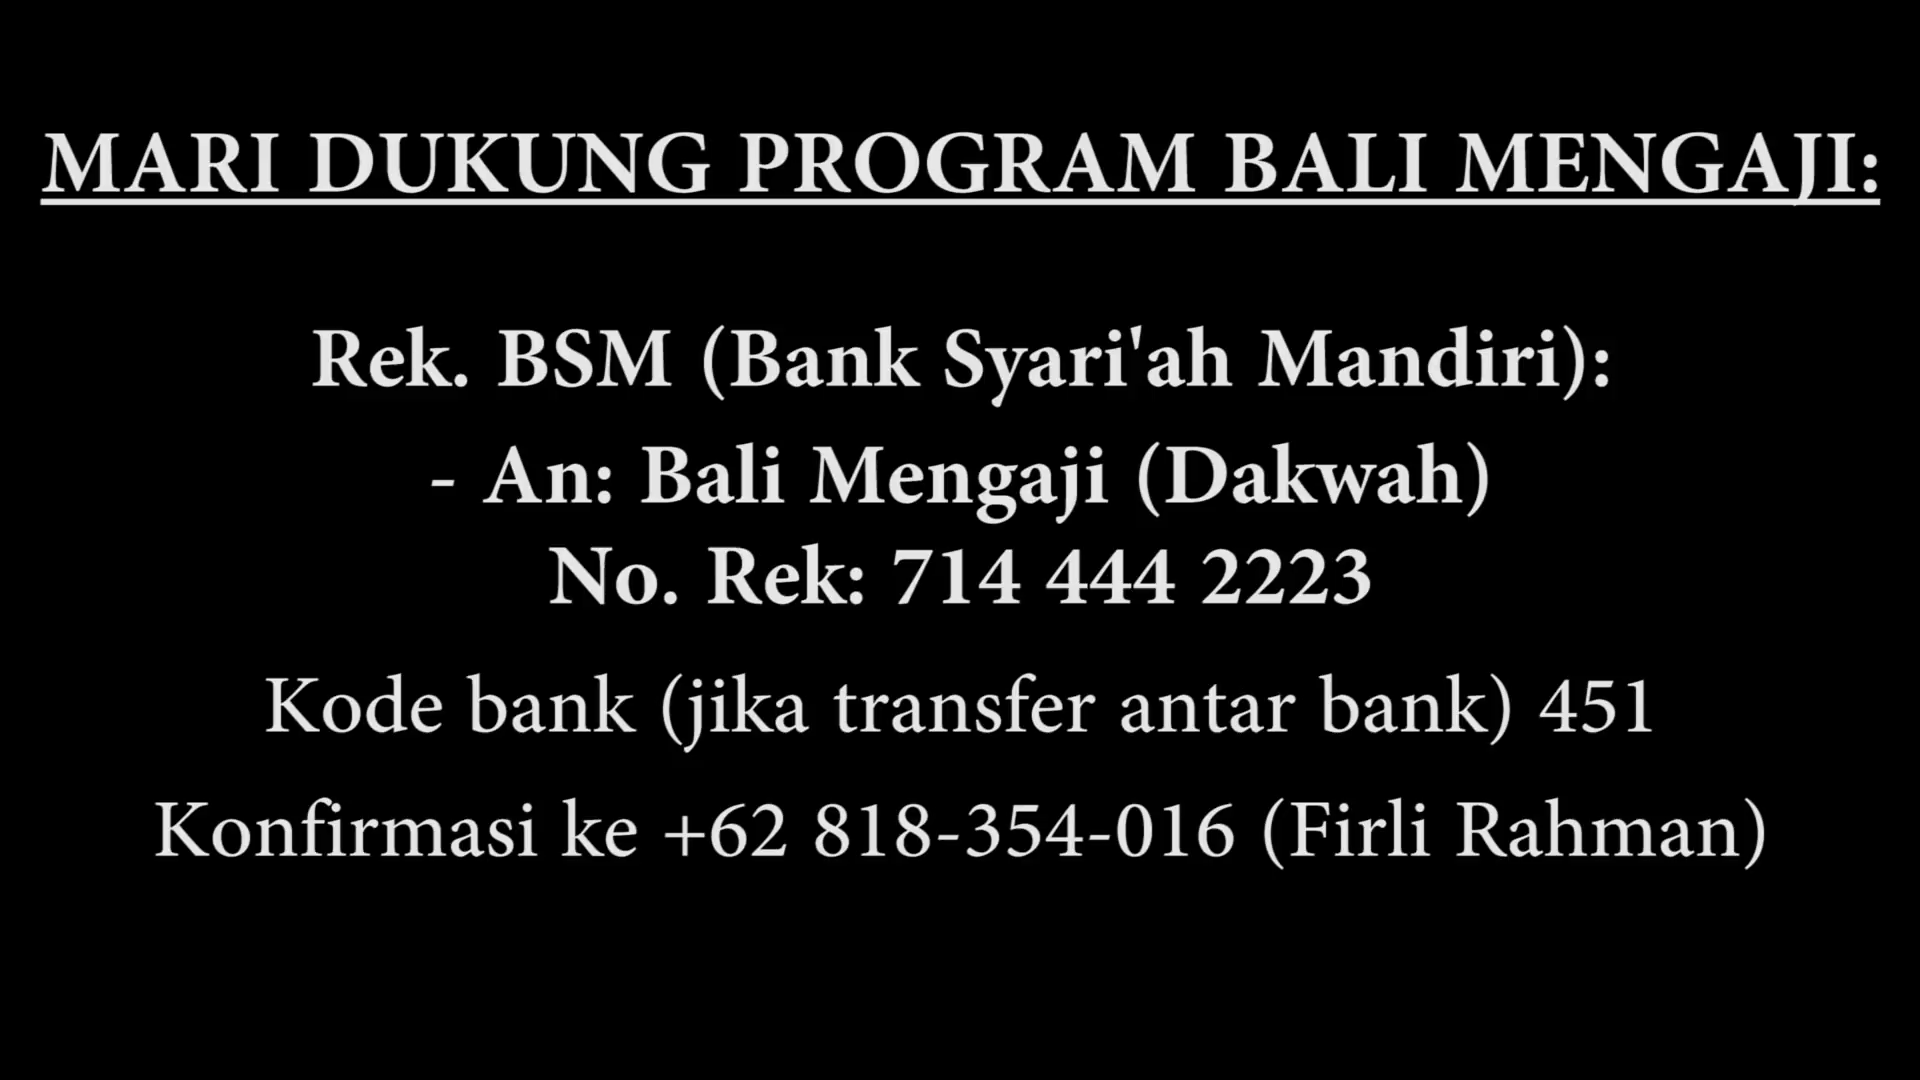 MARI DUKUNG PROGRAM BALI MENGAJI:
Rek. BSM (Bank Syari'ah Mandiri):
- An: Bali Mengaji (Dakwah)
No. Rek: 714 444 2223
Kode bank (jika transfer antar bank) 451
Konfirmasi ke +62 818-354-016 (Firli Rahman)